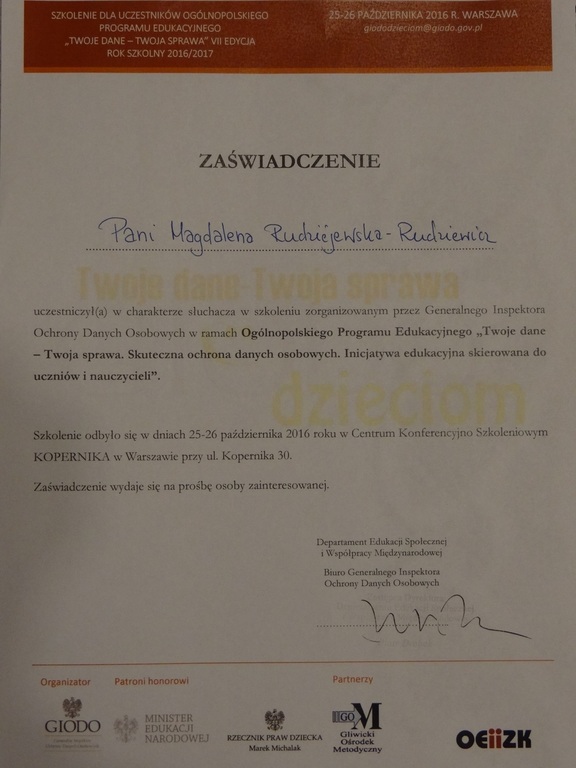 SZKOLENIE DLA UCZESTNIKÓW OGÓLNOPOLSKIEGO
PROGRAMU EDUKACYJNEGO
„TWOJE DANE – TWOJA SPRAWA” VII EDYCJA
ROK SZKOLNY 2016/2017
25-26 PAŹDZIERNIKA 2016 R. WARSZAWA
giododzieciom@giodo.gov.pl
ZAŚWIADCZENIE
Pani Magdalena Rudziejewska-Rudziewicz
Twoje dane-Twoja sprawa
uczestniczył(a) w charakterze słuchacza w szkoleniu zorganizowanym przez Generalnego Inspektora
Ochrony Danych Osobowych w ramach Ogólnopolskiego Programu Edukacyjnego „Twoje dane
– Twoja sprawa. Skuteczna ochrona danych osobowych. Inicjatywa edukacyjna skierowana do
uczniów i nauczycieli”.
dzieciom
Szkolenie odbyło się w dniach 25-26 października 2016 roku w Centrum Konferencyjno Szkoleniowym
KOPERNIKA w Warszawie przy ul. Kopernika 30.
Zaświadczenie wydaje się na prośbę osoby zainteresowanej.
Departament Edukacji Społecznej
i Współpracy Międzynarodowej
Biuro Generalnego Inspektora
Ochrony Danych Osobowych
Organizator
Patroni honorowi
Partnerzy
GIODO
MINISTER
EDUKACJI
NARODOWEJ
RZECZNIK PRAW DZIECKA
Marek Michalak
GOM
Gliwicki
Ośrodek
Metodyczny
OEIIZK